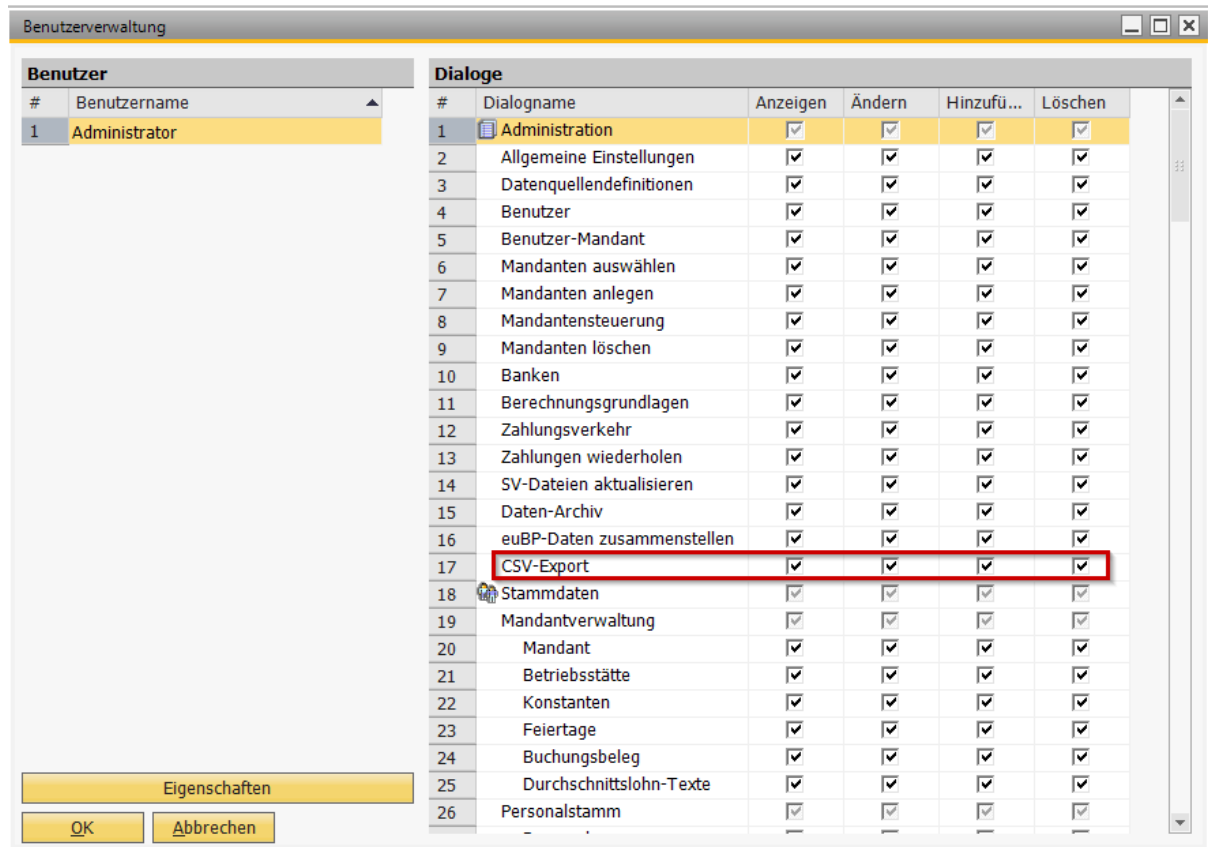 Benutzerverwaltung
Benutzer
# Benutzername
1 Administrator
Dialoge
# Dialogname Anzeigen Ändern Hinzufü... Löschen
1 Administration
2 Allgemeine Einstellungen
3 Datenquellendefinitionen
4 Benutzer
5 Benutzer-Mandant
6 Mandanten auswählen
7 Mandanten anlegen
8 Mandantensteuerung
9 Mandanten löschen
10 Banken
11 Berechnungsgrundlagen
12 Zahlungsverkehr
13 Zahlungen wiederholen
14 SV-Dateien aktualisieren
15 Daten-Archiv
16 euBP-Daten zusammenstellen
17 CSV-Export
18 Stammdaten
19 Mandantverwaltung
20 Mandant
21 Betriebsstätte
22 Konstanten
23 Feiertage
24 Buchungsbeleg
25 Durchschnittslohn-Texte
26 Personalstamm
Eigenschaften
OK Abbrechen